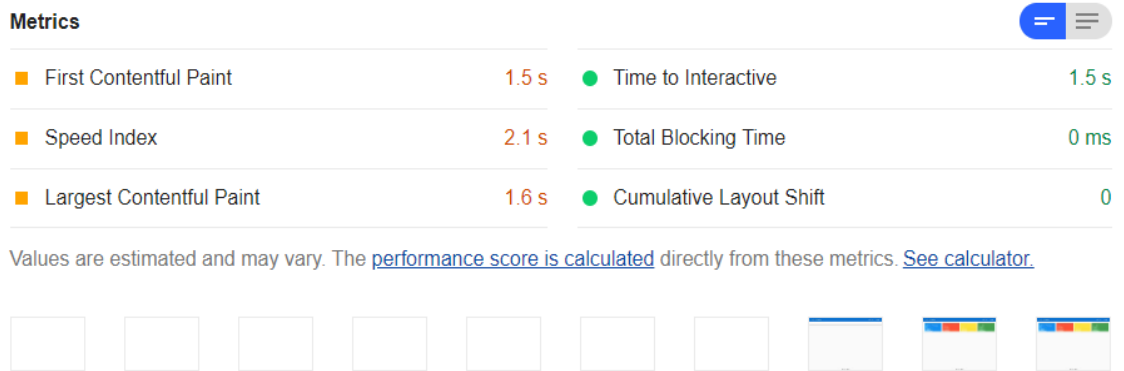 Metrics
First Contentful Paint 1.5 s
Time to Interactive 1.5 s
Speed Index 2.1 s
Total Blocking Time 0 ms
Largest Contentful Paint 1.6 s
Cumulative Layout Shift 0
Values are estimated and may vary. The performance score is calculated directly from these metrics. See calculator.